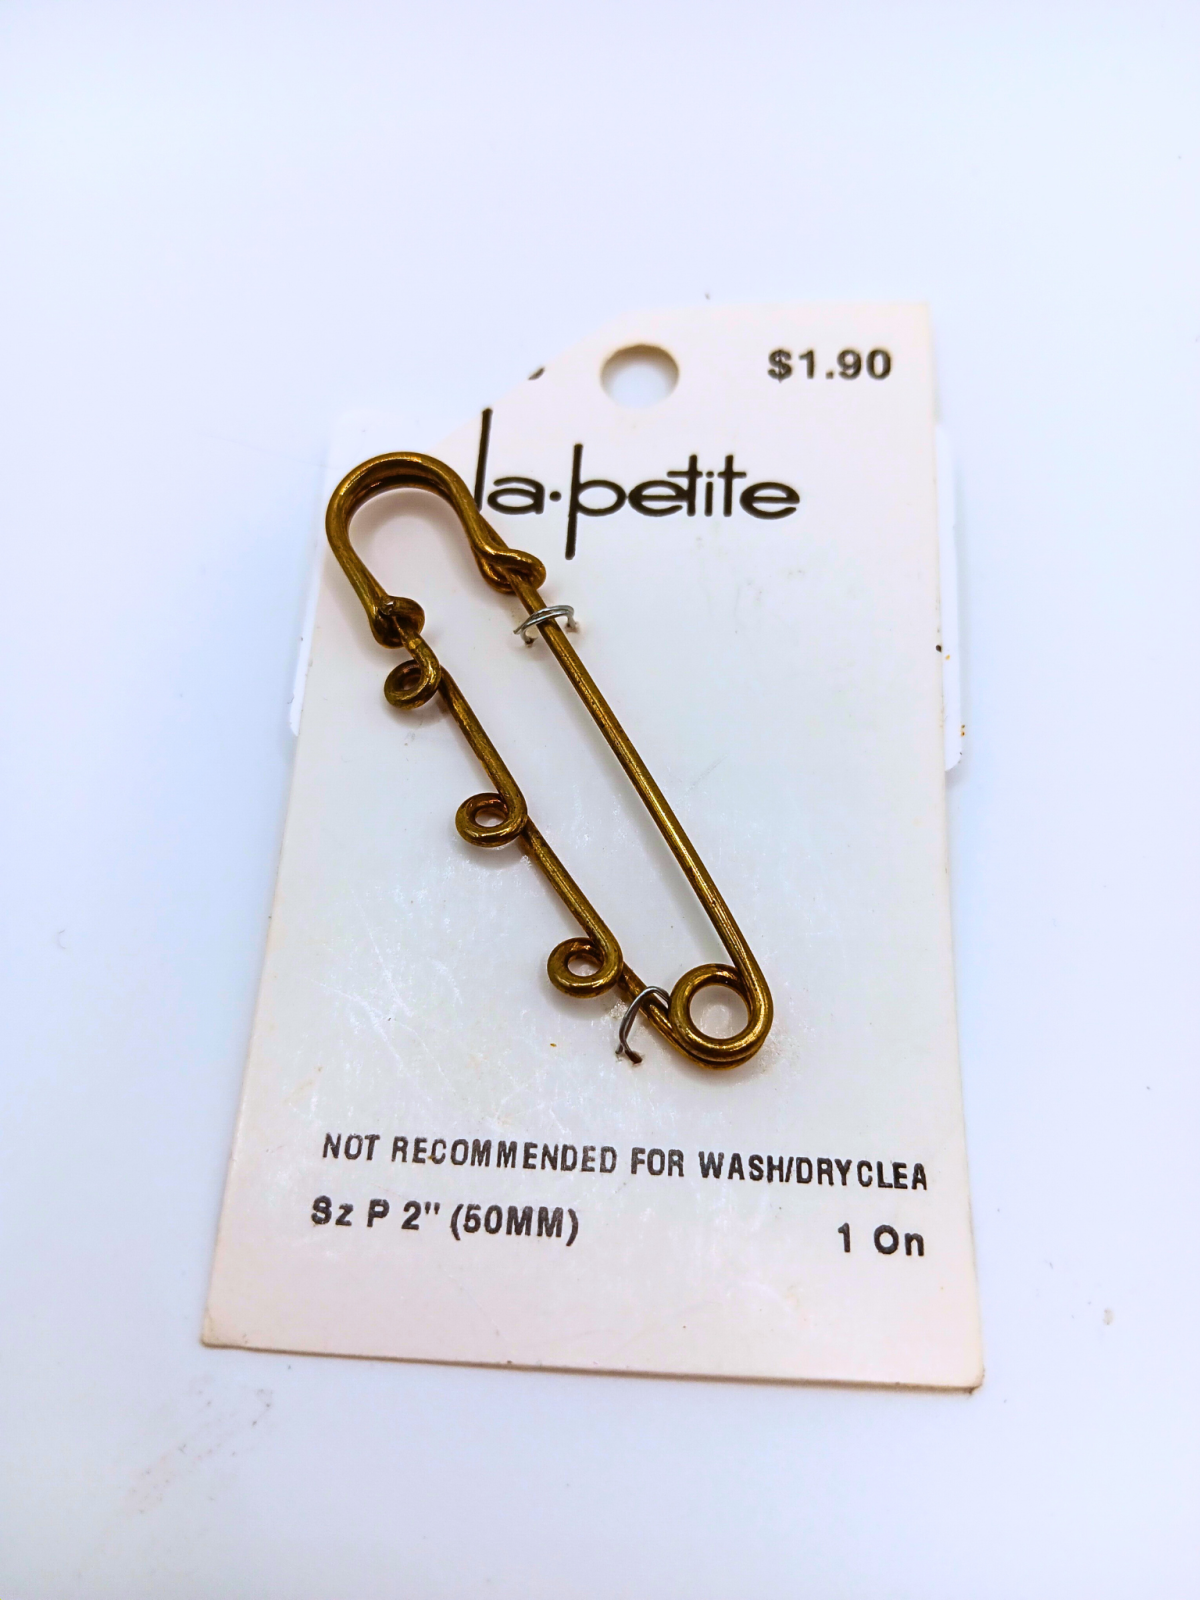 $1.90
la·petite
NOT RECOMMENDED FOR WASH/DRYCLEA
Sz P 2" (50MM)
1 On